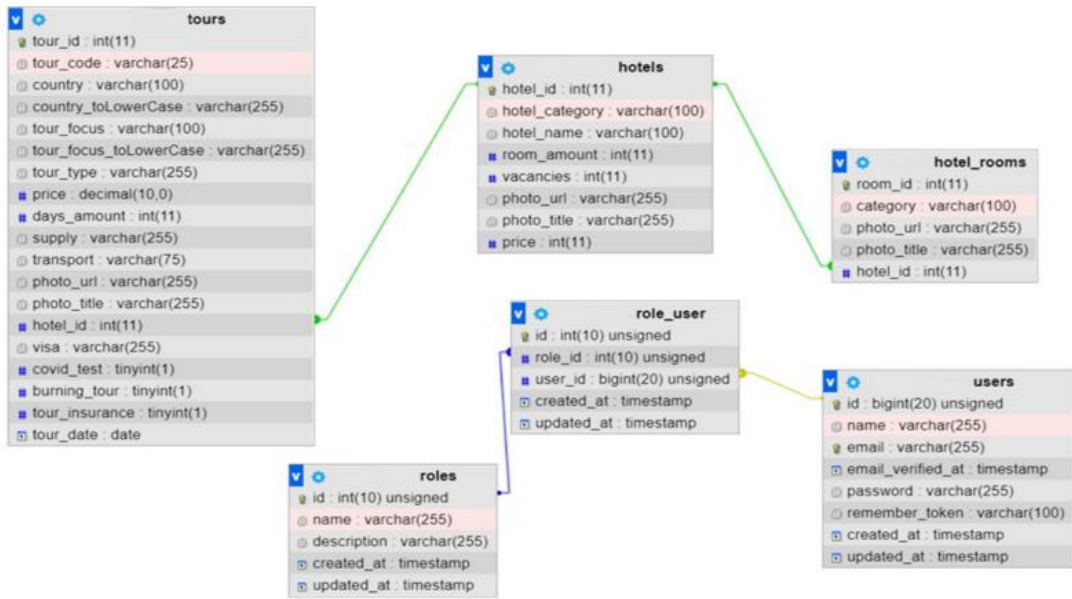 tours
tour_id : int(11)
tour_code : varchar(25)
country : varchar(100)
country_toLowerCase : varchar(255)
tour_focus : varchar(100)
tour_focus_toLowerCase : varchar(255)
tour_type : varchar(255)
price : decimal(10,0)
days_amount : int(11)
supply : varchar(255)
transport : varchar(75)
photo_url : varchar(255)
photo_title : varchar(255)
hotel_id : int(11)
visa : varchar(255)
covid_test : tinyint(1)
burning_tour : tinyint(1)
tour_insurance : tinyint(1)
tour_date : date
hotels
hotel_id : int(11)
hotel_category : varchar(100)
hotel_name : varchar(100)
room_amount : int(11)
vacancies : int(11)
photo_url : varchar(255)
photo_title : varchar(255)
price : int(11)
hotel_rooms
room_id : int(11)
category : varchar(100)
photo_url : varchar(255)
photo_title : varchar(255)
hotel_id : int(11)
role_user
id : int(10) unsigned
role_id : int(10) unsigned
user_id : bigint(20) unsigned
created_at : timestamp
updated_at : timestamp
users
id : bigint(20) unsigned
name : varchar(255)
email : varchar(255)
email_verified_at : timestamp
password : varchar(255)
remember_token : varchar(100)
created_at : timestamp
updated_at : timestamp
roles
id : int(10) unsigned
name : varchar(255)
description : varchar(255)
created_at : timestamp
updated_at : timestamp